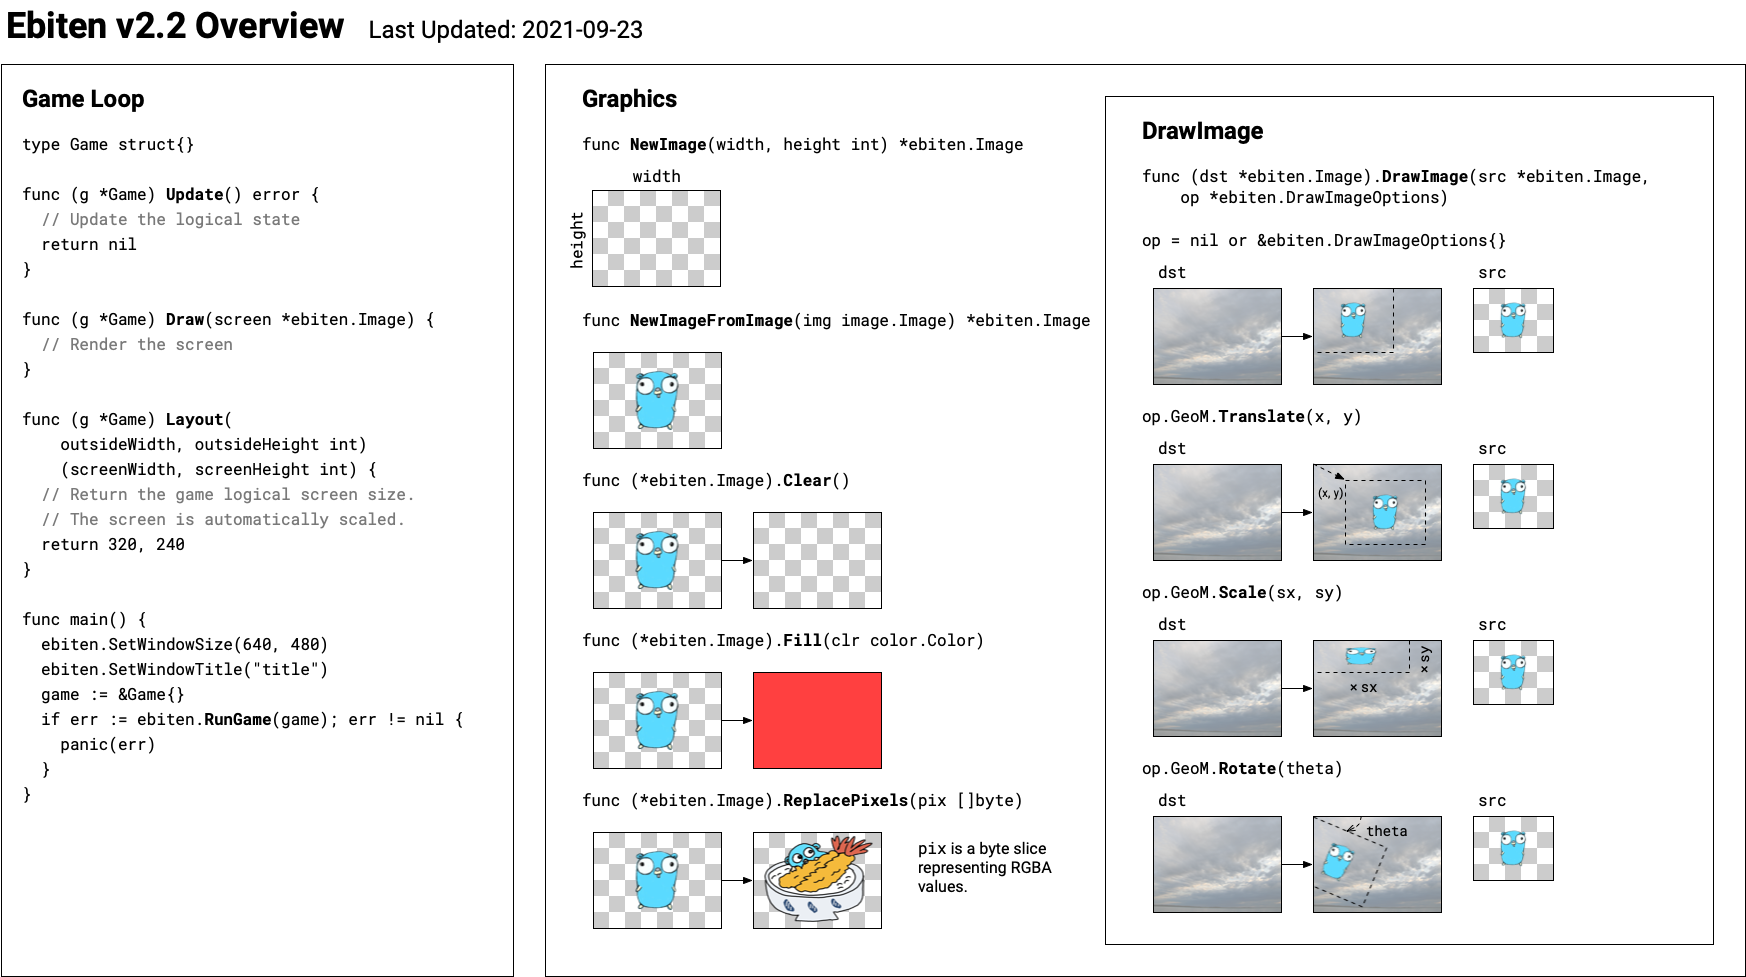 Ebiten v2.2 Overview Last Updated: 2021-09-23
Game Loop
type Game struct{}
func (g *Game) Update() error {
// Update the logical state
return nil
}
func (g *Game) Draw(screen *ebiten.Image) {
// Render the screen
}
func (g *Game) Layout(
outsideWidth, outsideHeight int)
(screenWidth, screenHeight int) {
// Return the game logical screen size.
// The screen is automatically scaled.
return 320, 240
}
func main() {
ebiten.SetWindowSize(640, 480)
ebiten.SetWindowTitle("title")
game := &Game{}
if err := ebiten.RunGame(game); err != nil {
panic(err)
}
}
Graphics
func NewImage(width, height int) *ebiten.Image
width
height
func NewImageFromImage(img image.Image) *ebiten.Image
func (*ebiten.Image).Clear()
func (*ebiten.Image).Fill(clr color.Color)
func (*ebiten.Image).ReplacePixels(pix []byte)
pix is a byte slice
representing RGBA
values.
DrawImage
func (dst *ebiten.Image).DrawImage(src *ebiten.Image,
op *ebiten.DrawImageOptions)
op = nil or &ebiten.DrawImageOptions{}
dst src
op.GeoM.Translate(x, y)
dst src
(x, y)
op.GeoM.Scale(sx, sy)
dst src
× sy
× sx
op.GeoM.Rotate(theta)
dst src
theta